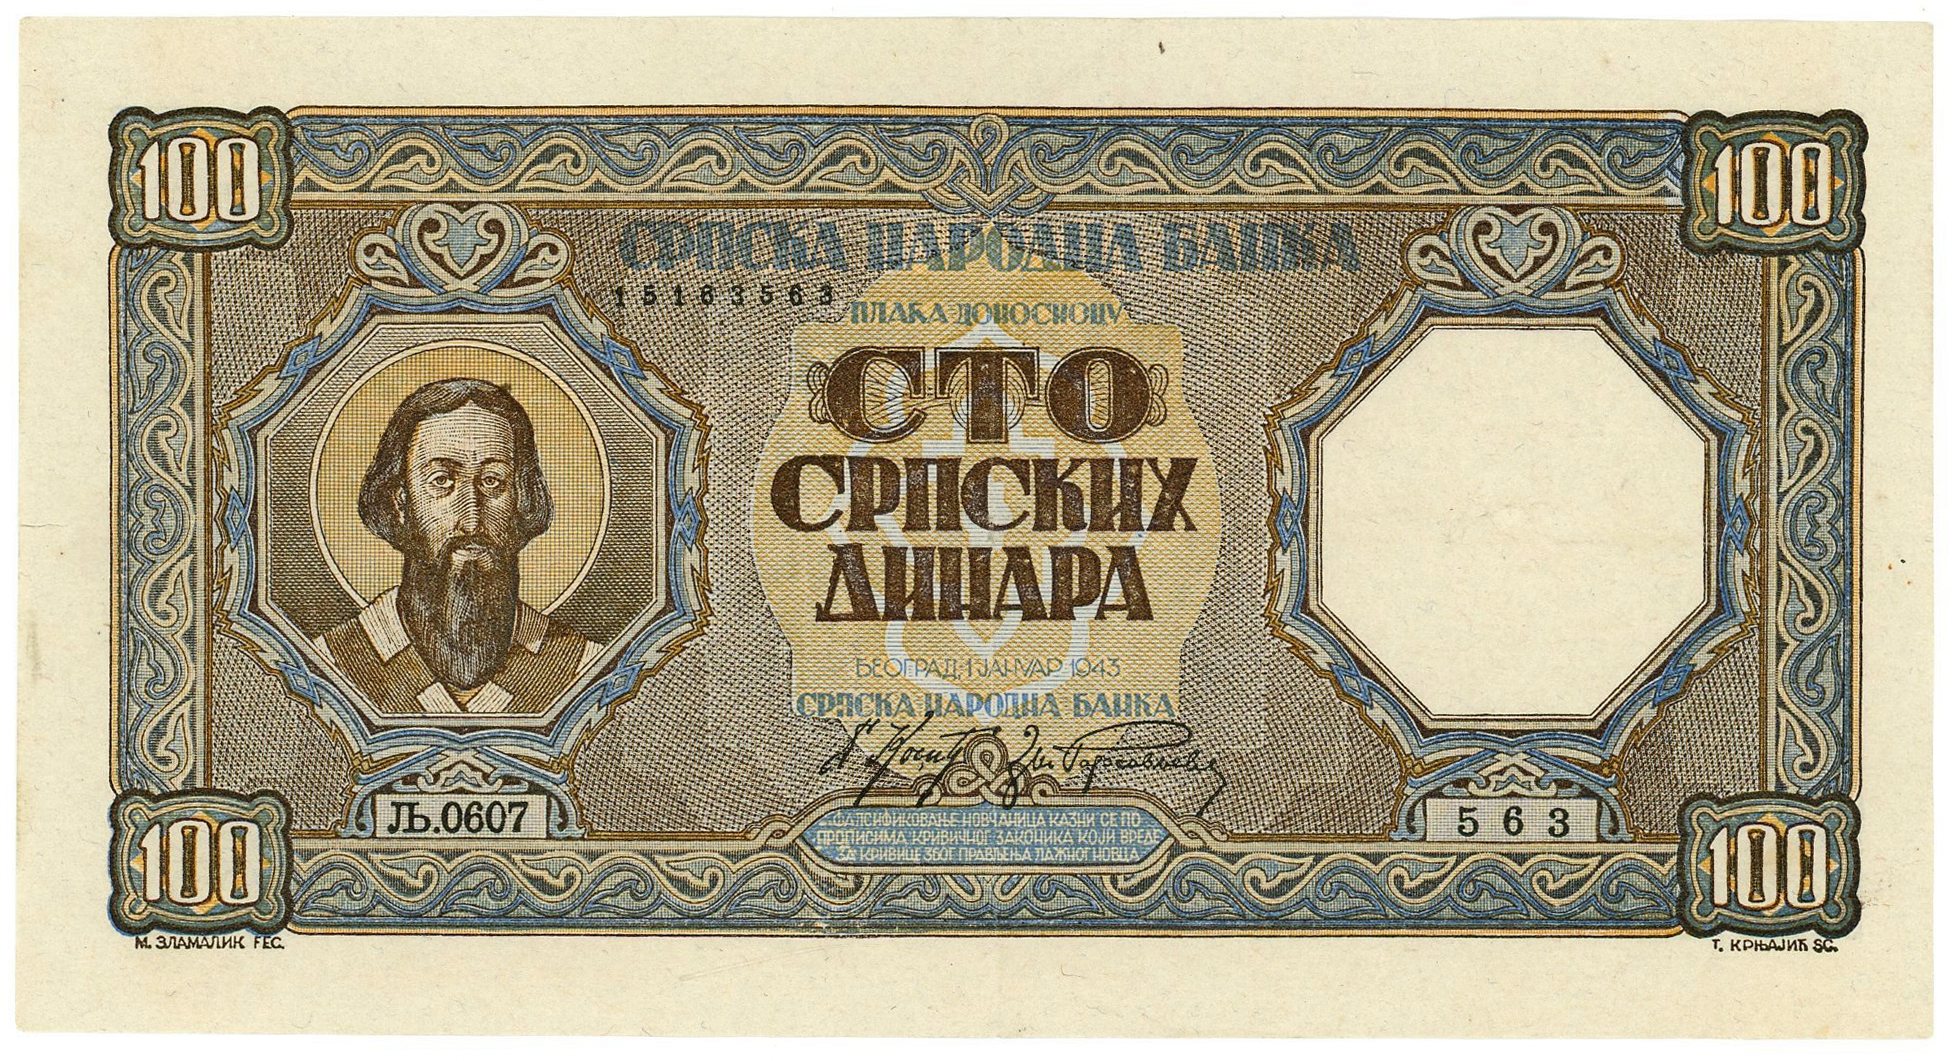 100
100
СРПСКА НАРОДНА БАНКА
15163563
ПЛАЋА ДОНОСИОЦУ
СТО
СРПСКИХ
ДИНАРА
БЕОГРАД, 1 ЈАНУАР 1943
СРПСКА НАРОДНА БАНКА
Љ.0607
563
ФАЛСИФИКОВАЊЕ НОВЧАНИЦА КАЗНИ СЕ ПО
ПРОПИСИМА КРИВИЧНОГ ЗАКОНИКА КОЈИ ВРЕДЕ
ЗА КРИВИЦЕ ЗБОГ ПРАВЉЕЊА ЛАЖНОГ НОВЦА
100
100
М. ЗЛАМАЛИК FEC.
Т. КРЊАЈИЋ SC.